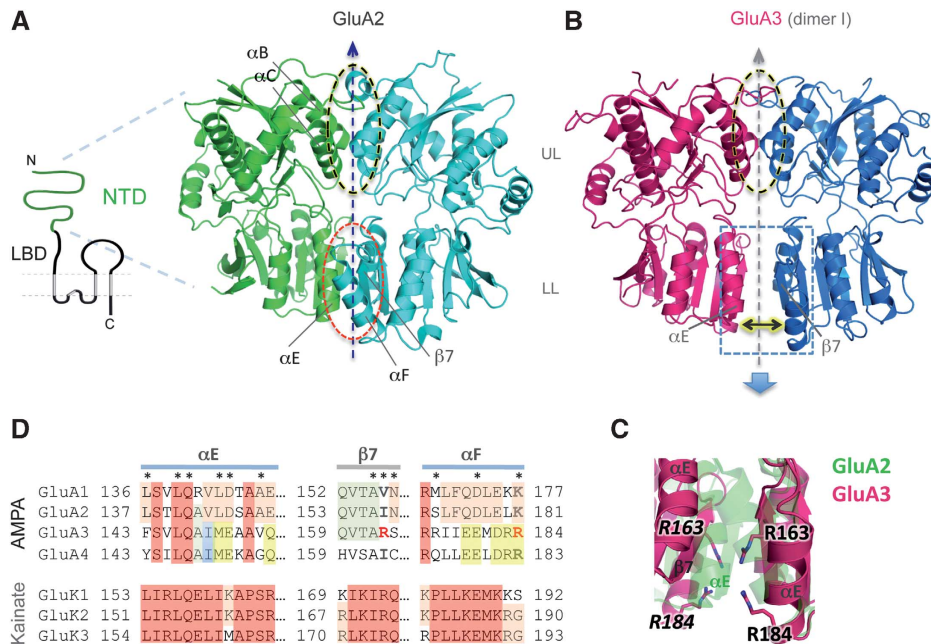 A
GluA2
αB
αC
N
NTD
LBD
C
αE
αF
β7
B
GluA3 (dimer I)
UL
LL
αE
β7
D
αE β7 αF
* ** ** * *** * *
AMPA
GluA1 136 LSVLQRVLDTAAE... 152 QVTAVN... RMLFQDLEKK 177
GluA2 137 LSTLQAVLDSAAE... 153 QVTAIN... RSLFQDLELK 181
GluA3 143 FSVLQAIMEAAVQ... 159 QVTARS... RRIIEEMDRR 184
GluA4 144 YSILQAIMEKAGQ... 159 HVSAIC... RQLLEELDRR 183
Kainate
GluK1 153 LIRLQELIKAPSR... 169 KIKIRQ... KPLLKEMKKS 192
GluK2 151 LIRLQELIKAPSR... 167 RLKIRQ... KPLLKEMKRG 190
GluK3 154 LIRLQELIMAPSR... 170 RLKIRQ... RPLLKEMKRG 193
C
GluA2
GluA3
αE
R163
R163
β7
αE
αE
R184
R184